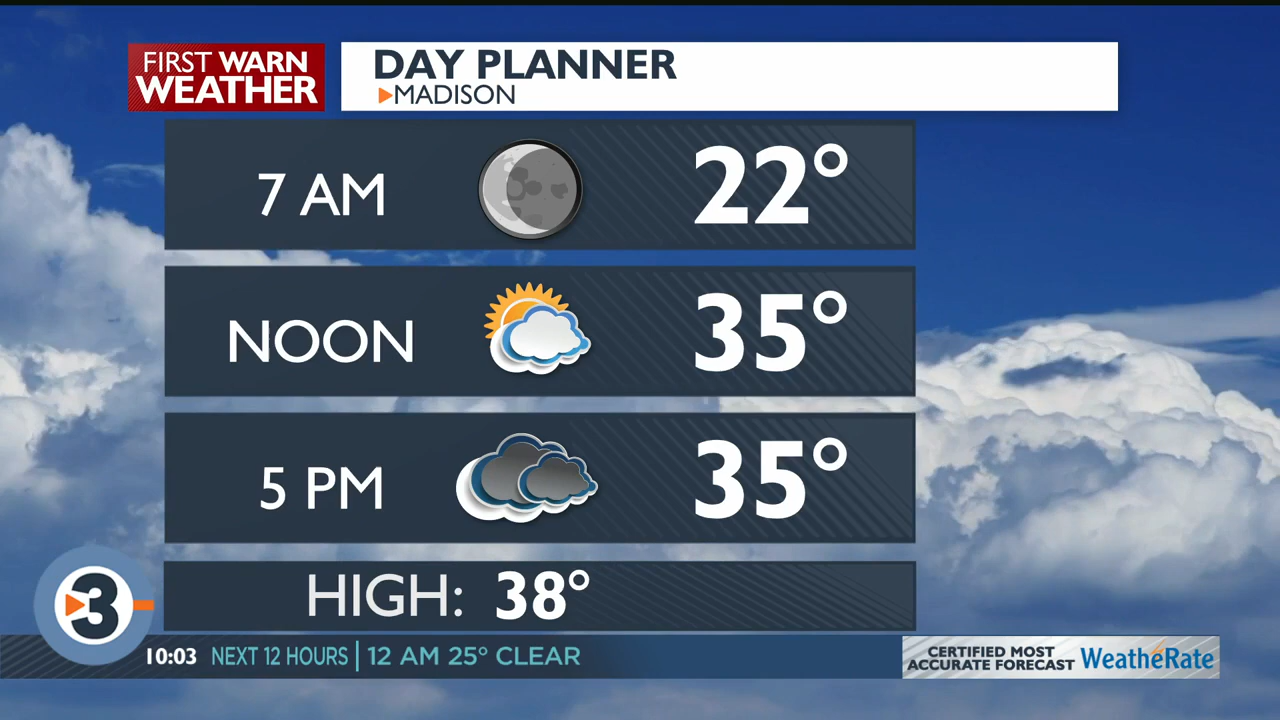 FIRST WARN
WEATHER
DAY PLANNER
MADISON
7 AM 22°
NOON 35°
5 PM 35°
HIGH: 38°
3
10:03 NEXT 12 HOURS | 12 AM 25° CLEAR
CERTIFIED MOST
ACCURATE FORECAST WeatheRate